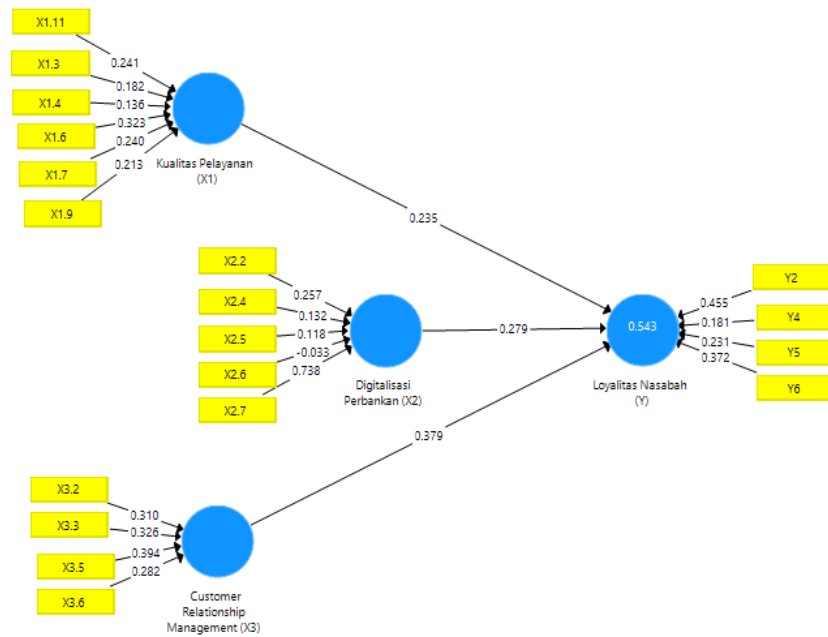 X1.11
X1.3
X1.4
X1.6
X1.7
X1.9
0.241
0.182
0.136
0.323
0.240
0.213
Kualitas Pelayanan
(X1)
0.235
X2.2
X2.4
X2.5
X2.6
X2.7
0.257
0.132
0.118
-0.033
0.738
Digitalisasi
Perbankan (X2)
0.279
0.543
Loyalitas Nasabah
(Y)
0.455
0.181
0.231
0.372
Y2
Y4
Y5
Y6
0.379
X3.2
X3.3
X3.5
X3.6
0.310
0.326
0.394
0.282
Customer
Relationship
Management (X3)